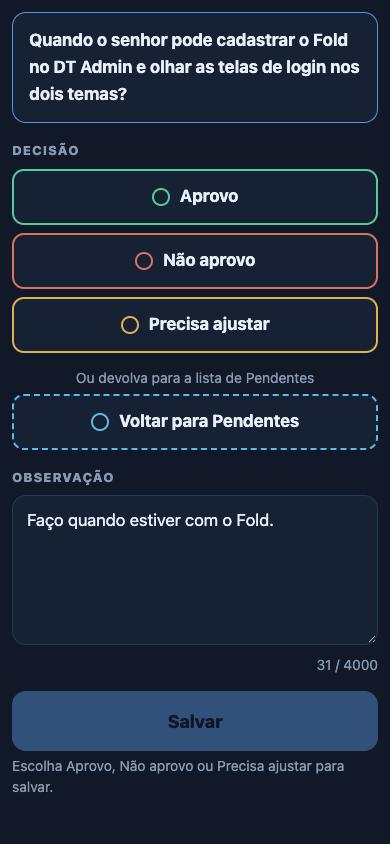 Quando o senhor pode cadastrar o Fold
no DT Admin e olhar as telas de login nos
dois temas?
DECISÃO
Aprovo
Não aprovo
Precisa ajustar
Ou devolva para a lista de Pendentes
Voltar para Pendentes
OBSERVAÇÃO
Faço quando estiver com o Fold.
31 / 4000
Salvar
Escolha Aprovo, Não aprovo ou Precisa ajustar para
salvar.